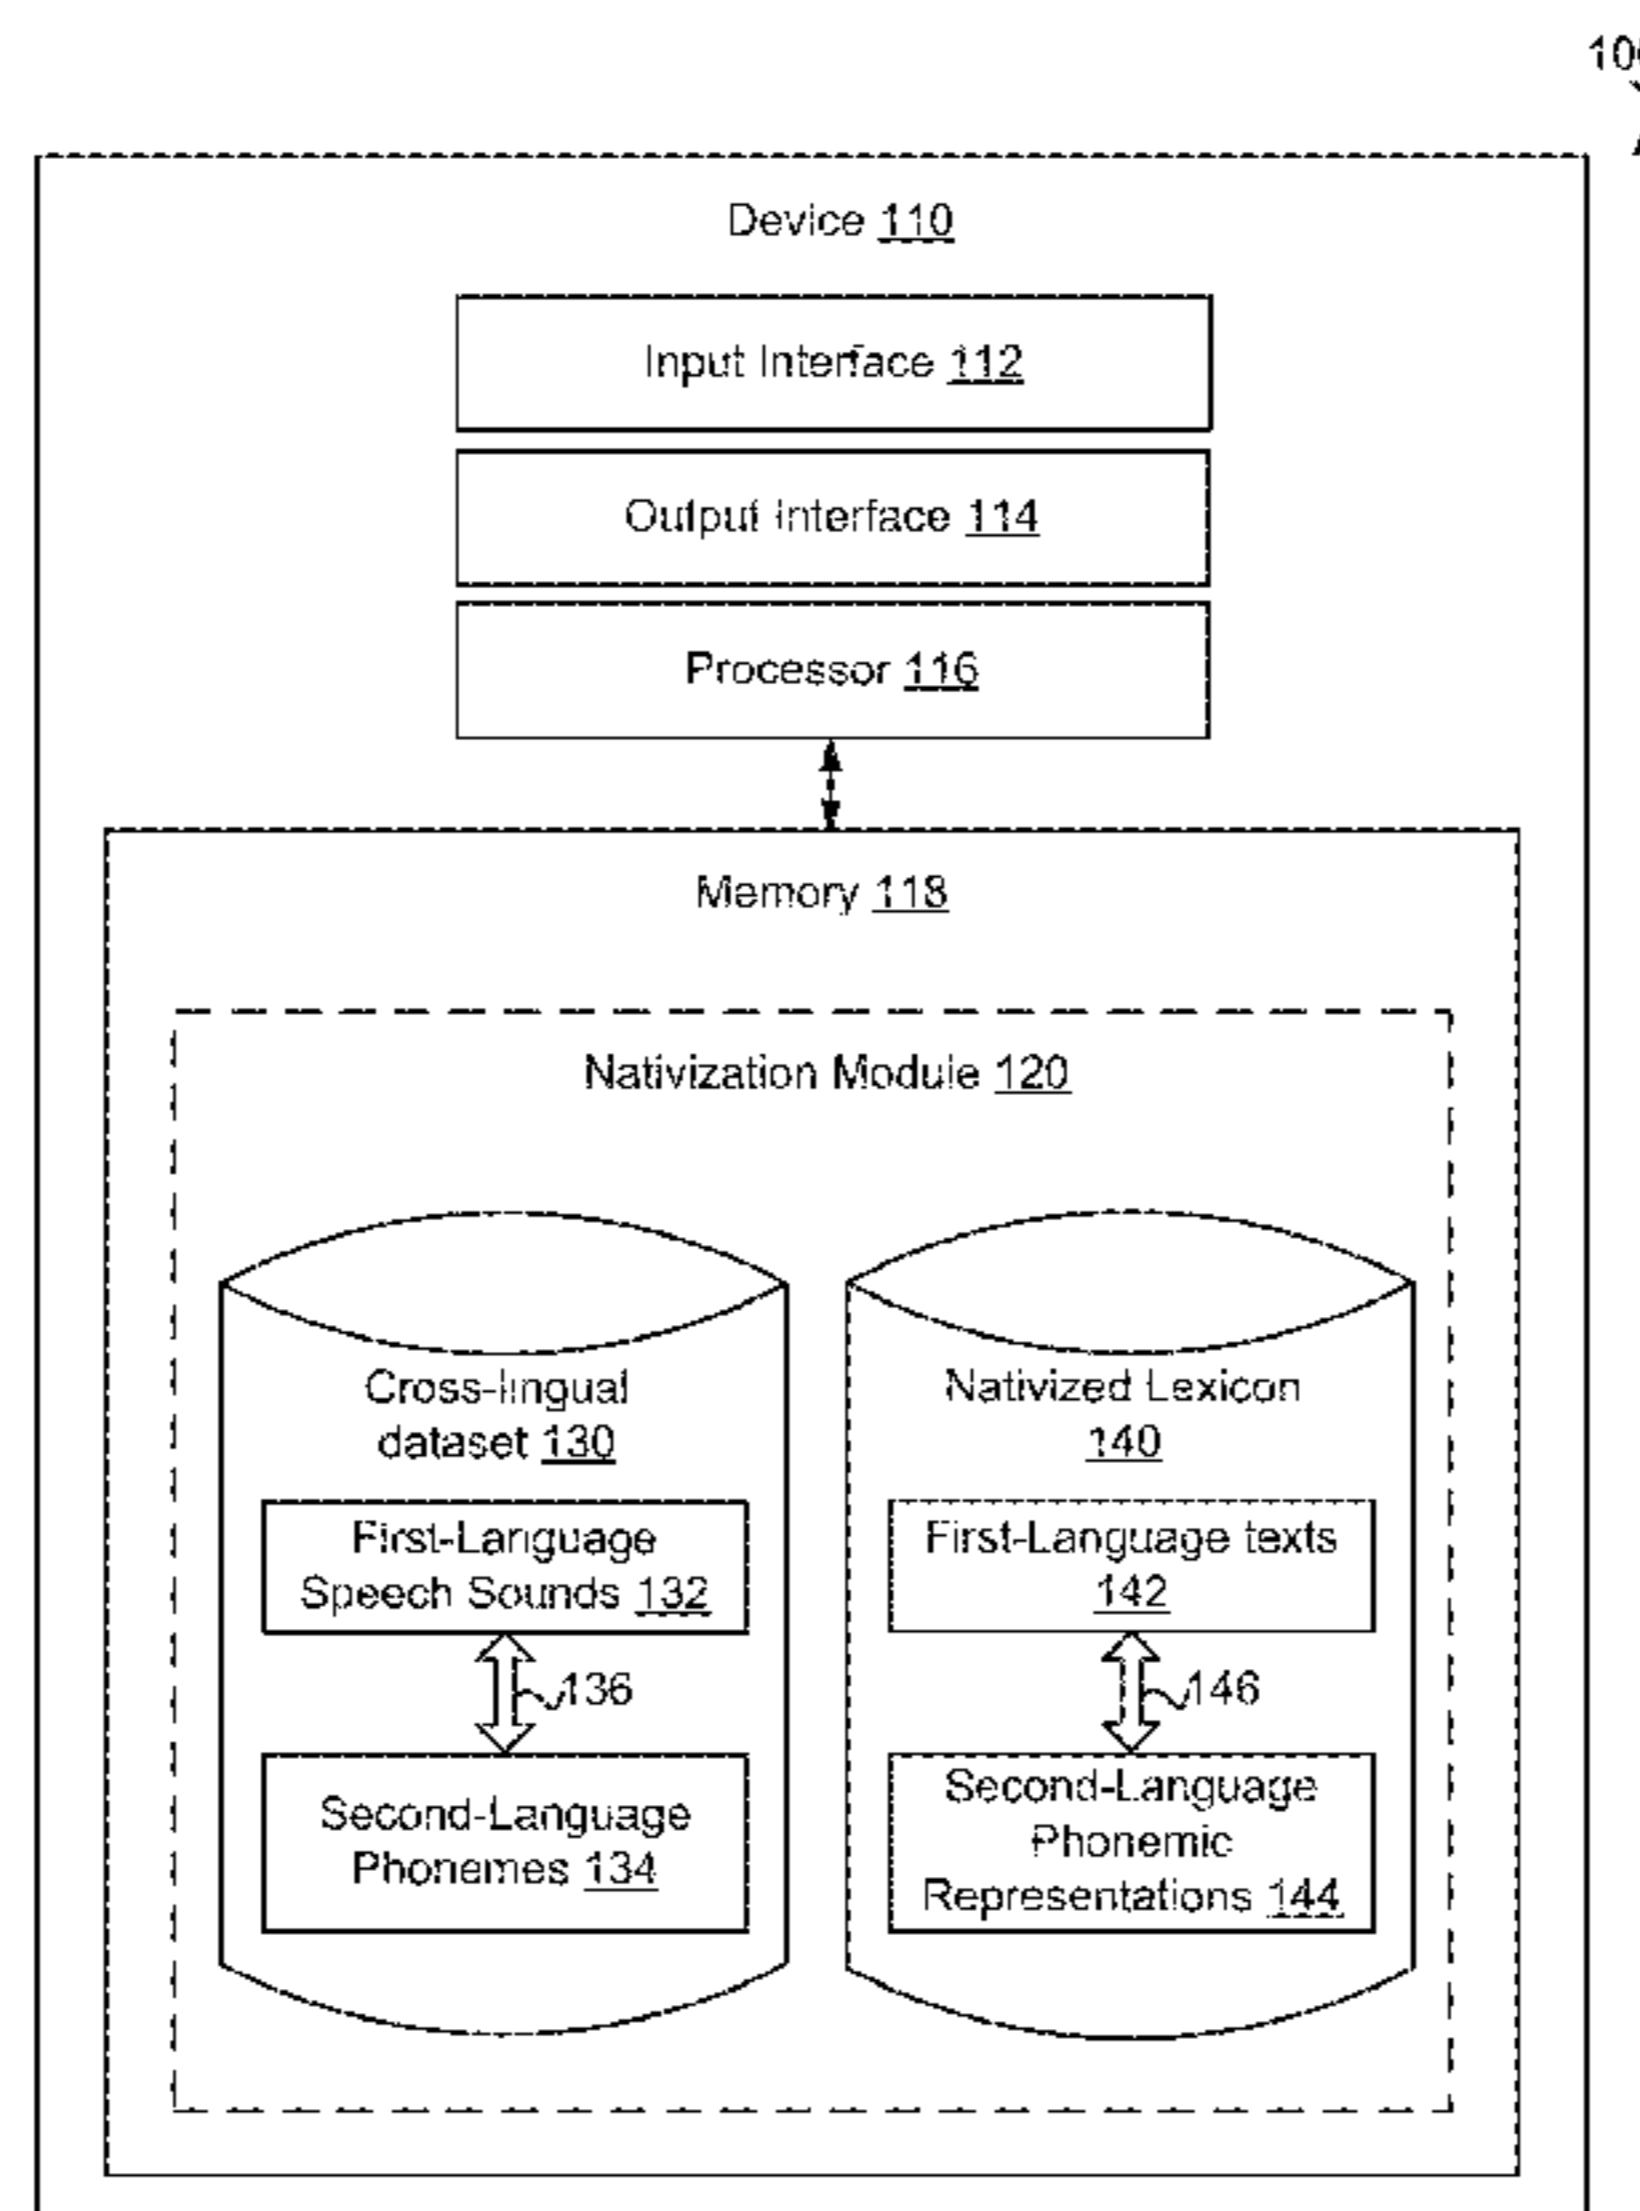 Device 110
Input Interface 112
Output Interface 114
Processor 116
Memory 118
Nativization Module 120
Cross-lingual
dataset 130
First-Language
Speech Sounds 132
136
Second-Language
Phonemes 134
Nativized Lexicon
140
First-Language texts
142
146
Second-Language
Phonemic
Representations 144